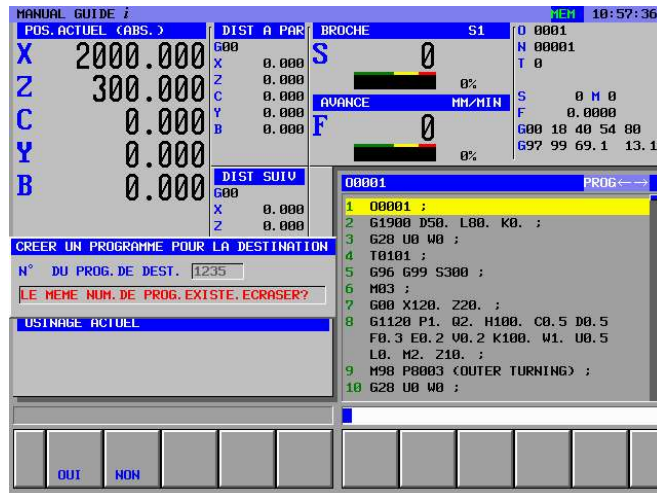 MANUAL GUIDE i MEM 10:57:36
POS.ACTUEL (ABS.)
X 2000.000
Z 300.000
C 0.000
Y 0.000
B 0.000
DIST A PAR
G00
X 0.000
Z 0.000
C 0.000
Y 0.000
B 0.000
DIST SUIV
G00
X 0.000
Z 0.000
BROCHE S1
S 0
0%
AVANCE MM/MIN
F 0
0%
O 0001
N 00001
T 0
S 0 M 0
F 0.0000
G00 18 40 54 80
G97 99 69.1 13.1
CREER UN PROGRAMME POUR LA DESTINATION
N° DU PROG.DE DEST. 1235
LE MEME NUM.DE PROG.EXISTE.ECRASER?
USINAGE ACTUEL
O0001 PROG←→
1 O0001 ;
2 G1900 D50. L80. K0. ;
3 G28 U0 W0 ;
4 T0101 ;
5 G96 G99 S300 ;
6 M03 ;
7 G00 X120. Z20. ;
8 G1120 P1. Q2. H100. C0.5 D0.5
F0.3 E0.2 V0.2 K100. W1. U0.5
L0. M2. Z10. ;
9 M98 P8003 (OUTER TURNING) ;
10 G28 U0 W0 ;
OUI NON